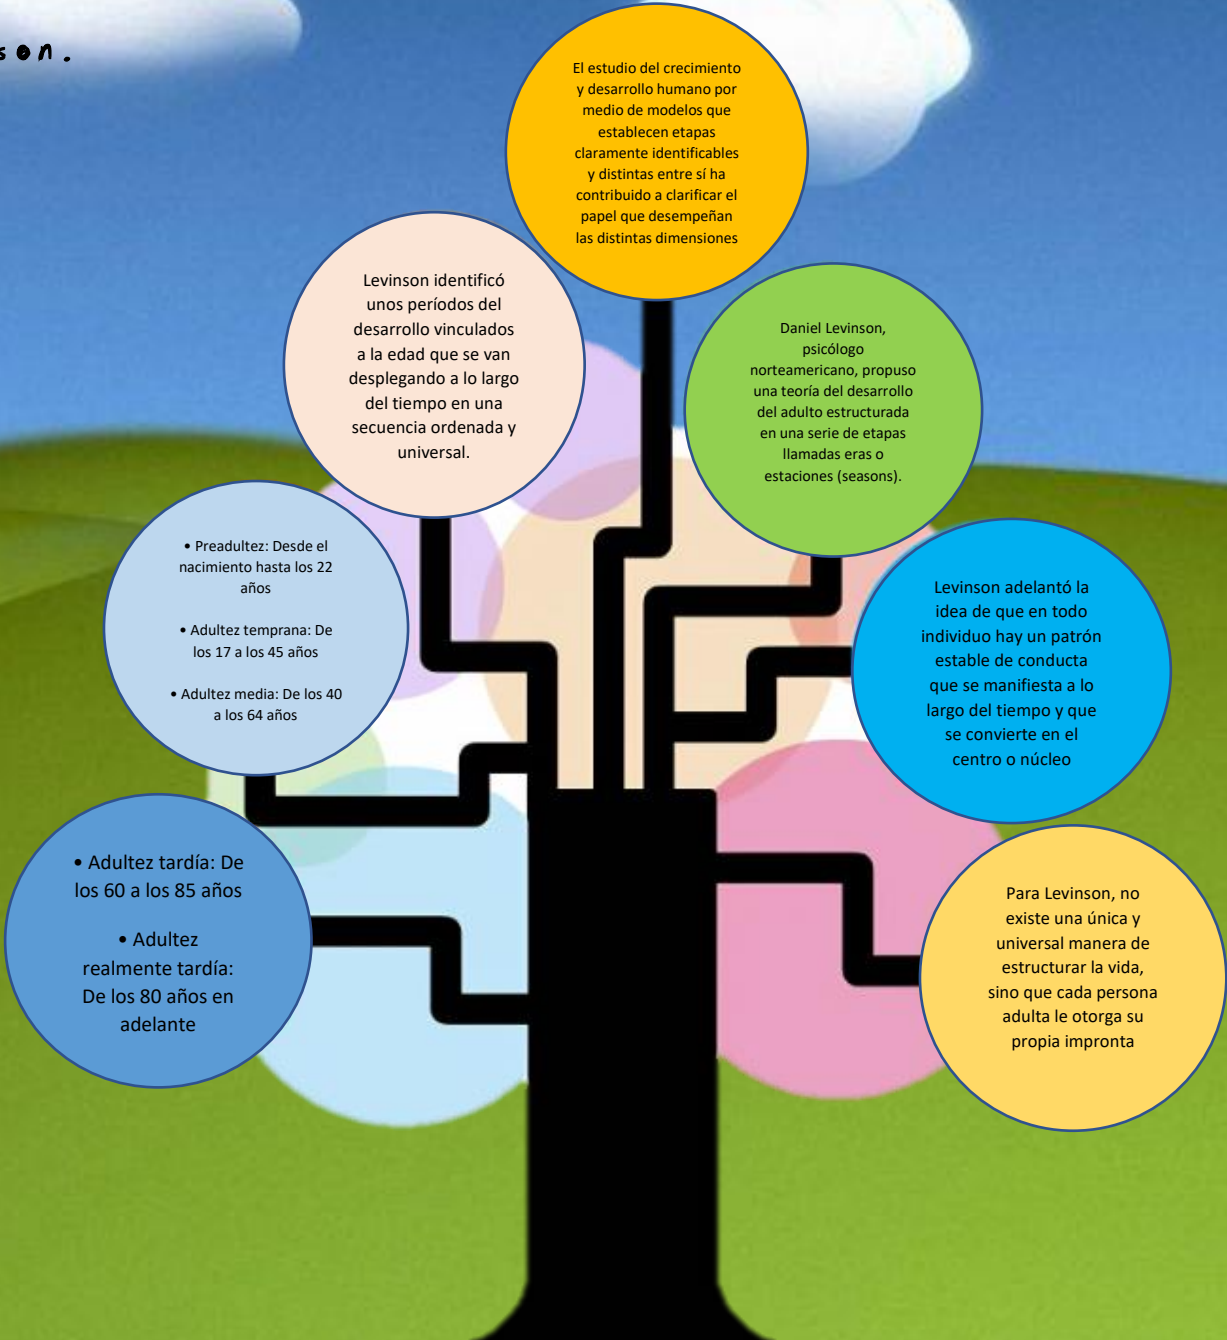 son.
El estudio del crecimiento
y desarrollo humano por
medio de modelos que
establecen etapas
claramente identificables
y distintas entre sí ha
contribuido a clarificar el
papel que desempeñan
las distintas dimensiones
Levinson identificó
unos períodos del
desarrollo vinculados
a la edad que se van
desplegando a lo largo
del tiempo en una
secuencia ordenada y
universal.
Daniel Levinson,
psicólogo
norteamericano, propuso
una teoría del desarrollo
del adulto estructurada
en una serie de etapas
llamadas eras o
estaciones (seasons).
• Preadultez: Desde el
nacimiento hasta los 22
años
• Adultez temprana: De
los 17 a los 45 años
• Adultez media: De los 40
a los 64 años
Levinson adelantó la
idea de que en todo
individuo hay un patrón
estable de conducta
que se manifiesta a lo
largo del tiempo y que
se convierte en el
centro o núcleo
• Adultez tardía: De
los 60 a los 85 años
• Adultez
realmente tardía:
De los 80 años en
adelante
Para Levinson, no
existe una única y
universal manera de
estructurar la vida,
sino que cada persona
adulta le otorga su
propia impronta